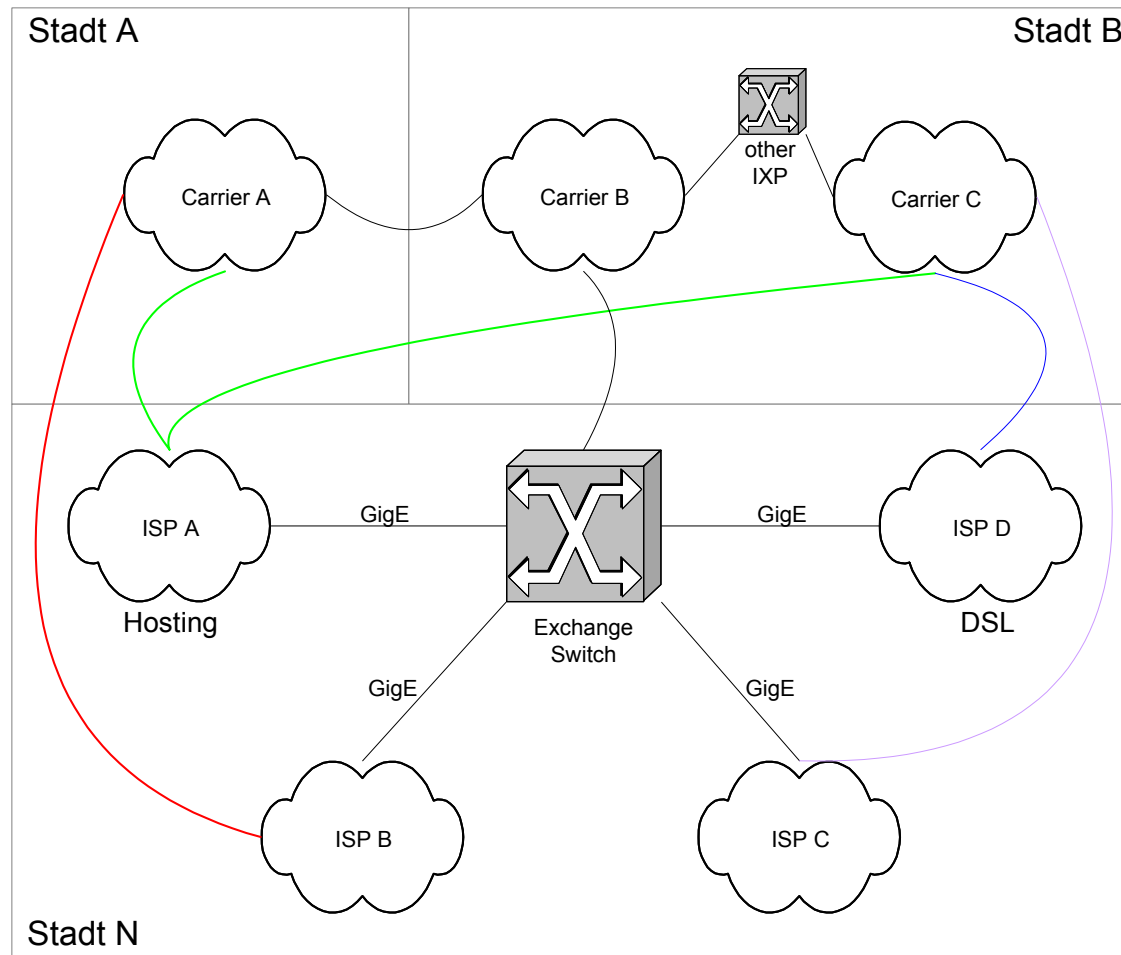 Stadt A
Stadt B
other
IXP
Carrier A
Carrier B
Carrier C
GigE
GigE
ISP A
ISP D
Hosting
Exchange
Switch
DSL
GigE
GigE
ISP B
ISP C
Stadt N